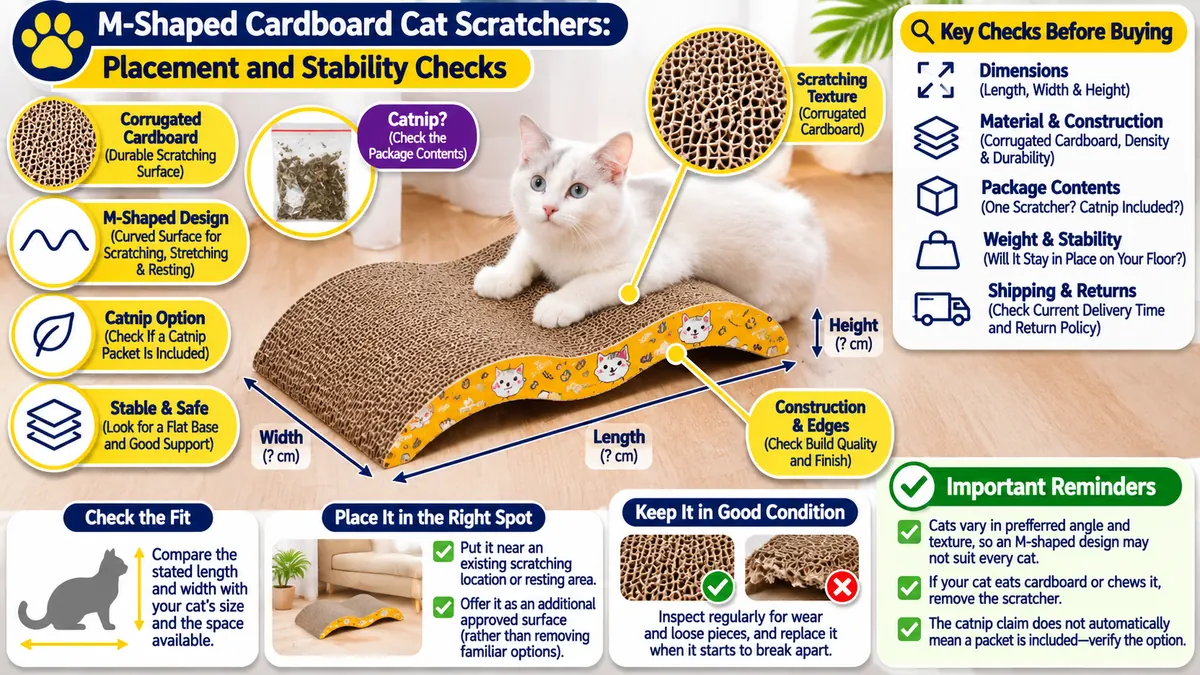 M-Shaped Cardboard Cat Scratchers:
Placement and Stability Checks
Corrugated
Cardboard
(Durable Scratching
Surface)
M-Shaped Design
(Curved Surface for
Scratching, Stretching
& Resting)
Catnip Option
(Check If a Catnip
Packet Is Included)
Stable & Safe
(Look for a Flat Base
and Good Support)
Catnip?
(Check the
Package Contents)
Scratching
Texture
(Corrugated
Cardboard)
Height
(? cm)
Width
(? cm)
Length
(? cm)
Construction
& Edges
(Check Build Quality
and Finish)
Key Checks Before Buying
Dimensions
(Length, Width & Height)
Material & Construction
(Corrugated Cardboard, Density
& Durability)
Package Contents
(One Scratcher? Catnip Included?)
Weight & Stability
(Will It Stay in Place on Your Floor?)
Shipping & Returns
(Check Current Delivery Time
and Return Policy)
Check the Fit
Compare the
stated length
and width with
your cat's size
and the space
available.
Place It in the Right Spot
Put it near an
existing scratching
location or resting area.
Offer it as an additional
approved surface
(rather than removing
familiar options).
Keep It in Good Condition
Inspect regularly for wear
and loose pieces, and replace it
when it starts to break apart.
Important Reminders
Cats vary in prefferred angle and
texture, so an M-shaped design may
not suit every cat.
If your cat eats cardboard or chews it,
remove the scratcher.
The catnip claim does not automatically
mean a packet is included—verify the option.